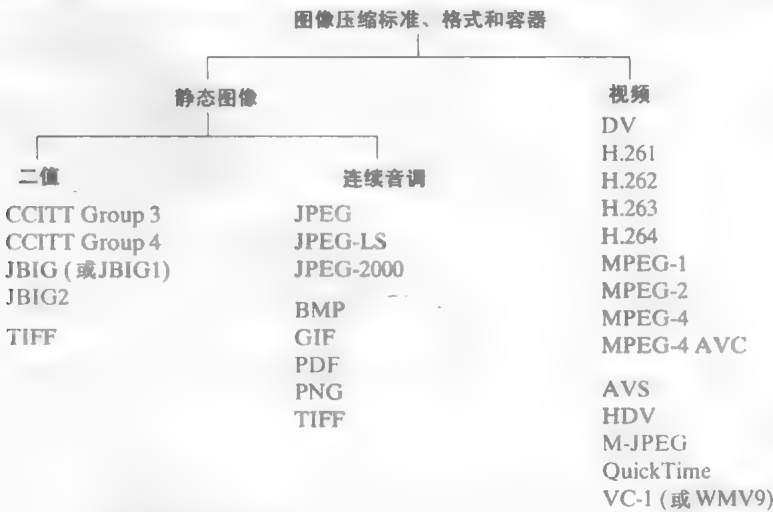 图像压缩标准、格式和容器
静态图像
二值
CCITT Group 3
CCITT Group 4
JBIG (或JBIG1)
JBIG2
TIFF
连续音调
JPEG
JPEG-LS
JPEG-2000
BMP
GIF
PDF
PNG
TIFF
视频
DV
H.261
H.262
H.263
H.264
MPEG-1
MPEG-2
MPEG-4
MPEG-4 AVC
AVS
HDV
M-JPEG
QuickTime
VC-1 (或 WMV9)